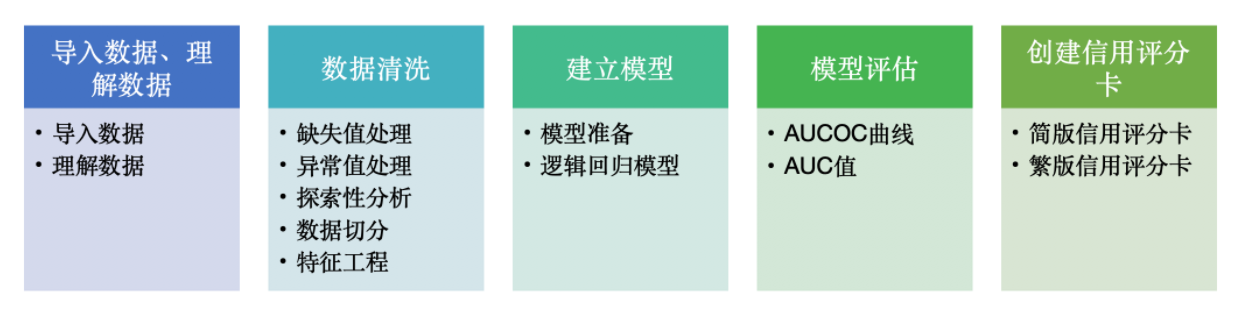 导入数据、理
解数据
• 导入数据
• 理解数据
数据清洗
• 缺失值处理
• 异常值处理
• 探索性分析
• 数据切分
• 特征工程
建立模型
• 模型准备
• 逻辑回归模型
模型评估
• AUCOC曲线
• AUC值
创建信用评分
卡
• 简版信用评分卡
• 繁版信用评分卡